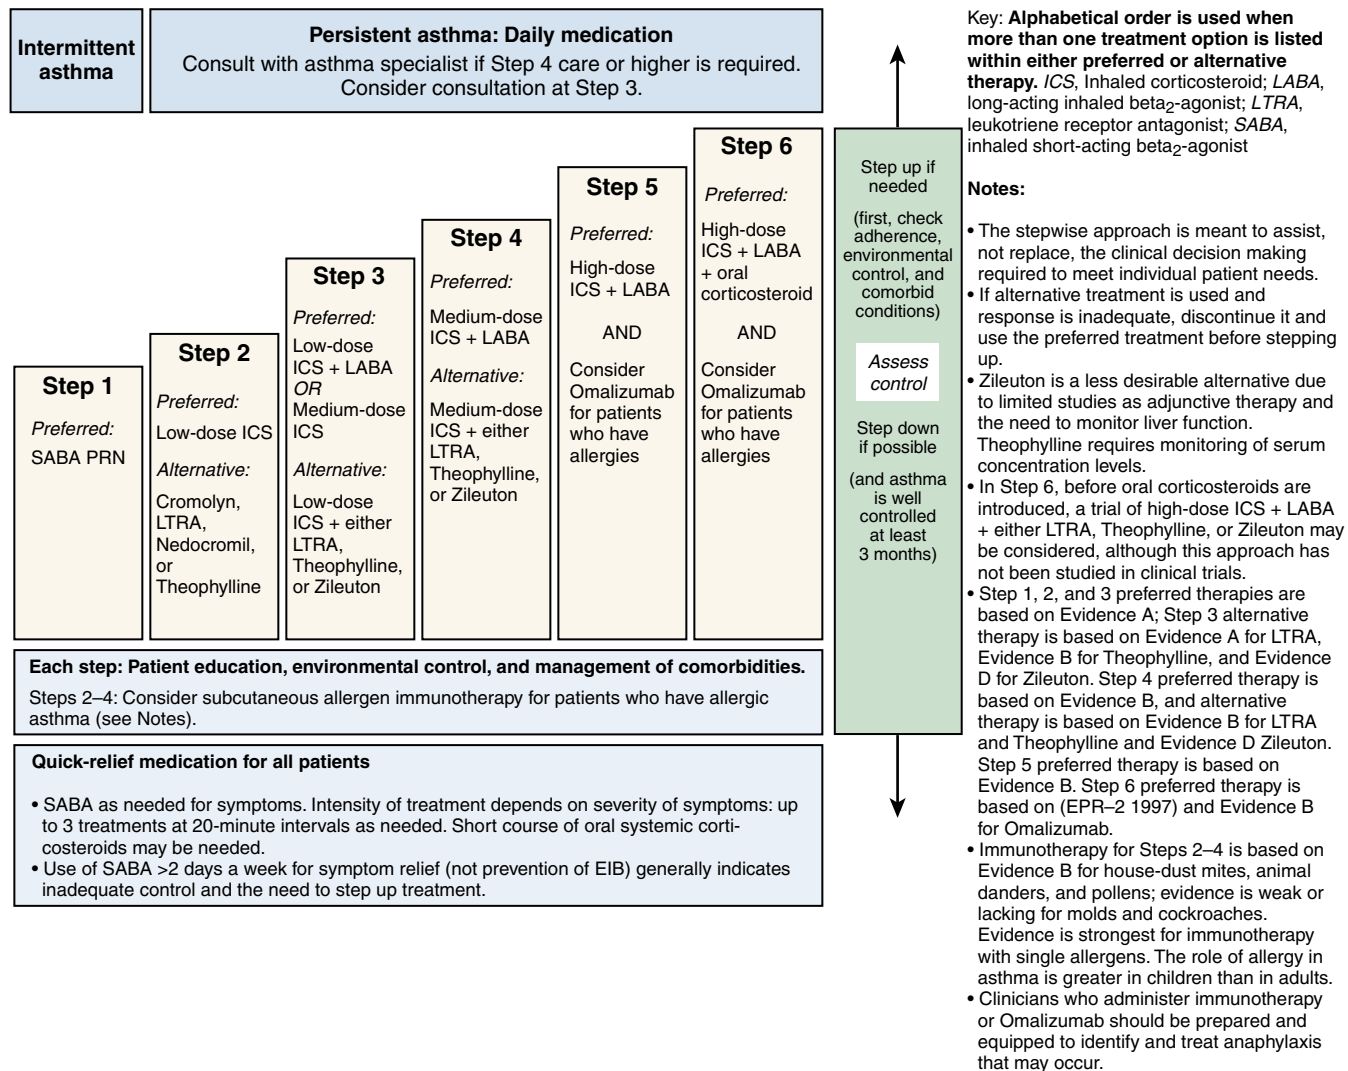 Intermittent
asthma
Persistent asthma: Daily medication
Consult with asthma specialist if Step 4 care or higher is required.
Consider consultation at Step 3.
Step 1
Preferred:
SABA PRN
Step 2
Preferred:
Low-dose ICS
Alternative:
Cromolyn,
LTRA,
Nedocromil,
or
Theophylline
Step 3
Preferred:
Low-dose
ICS + LABA
OR
Medium-dose
ICS
Alternative:
Low-dose
ICS + either
LTRA,
Theophylline,
or Zileuton
Step 4
Preferred:
Medium-dose
ICS + LABA
Alternative:
Medium-dose
ICS + either
LTRA,
Theophylline,
or Zileuton
Step 5
Preferred:
High-dose
ICS + LABA
AND
Consider
Omalizumab
for patients
who have
allergies
Step 6
Preferred:
High-dose
ICS + LABA
+ oral
corticosteroid
AND
Consider
Omalizumab
for patients
who have
allergies
Each step: Patient education, environmental control, and management of comorbidities.
Steps 2–4: Consider subcutaneous allergen immunotherapy for patients who have allergic
asthma (see Notes).
Quick-relief medication for all patients
• SABA as needed for symptoms. Intensity of treatment depends on severity of symptoms: up
to 3 treatments at 20-minute intervals as needed. Short course of oral systemic corti-
costeroids may be needed.
• Use of SABA >2 days a week for symptom relief (not prevention of EIB) generally indicates
inadequate control and the need to step up treatment.
Step up if
needed
(first, check
adherence,
environmental
control, and
comorbid
conditions)
Assess
control
Step down
if possible
(and asthma
is well
controlled
at least
3 months)
Key: Alphabetical order is used when
more than one treatment option is listed
within either preferred or alternative
therapy. ICS, Inhaled corticosteroid; LABA,
long-acting inhaled beta2-agonist; LTRA,
leukotriene receptor antagonist; SABA,
inhaled short-acting beta2-agonist
Notes:
• The stepwise approach is meant to assist,
not replace, the clinical decision making
required to meet individual patient needs.
• If alternative treatment is used and
response is inadequate, discontinue it and
use the preferred treatment before stepping
up.
• Zileuton is a less desirable alternative due
to limited studies as adjunctive therapy and
the need to monitor liver function.
Theophylline requires monitoring of serum
concentration levels.
• In Step 6, before oral corticosteroids are
introduced, a trial of high-dose ICS + LABA
+ either LTRA, Theophylline, or Zileuton may
be considered, although this approach has
not been studied in clinical trials.
• Step 1, 2, and 3 preferred therapies are
based on Evidence A; Step 3 alternative
therapy is based on Evidence A for LTRA,
Evidence B for Theophylline, and Evidence
D for Zileuton. Step 4 preferred therapy is
based on Evidence B, and alternative
therapy is based on Evidence B for LTRA
and Theophylline and Evidence D Zileuton.
Step 5 preferred therapy is based on
Evidence B. Step 6 preferred therapy is
based on (EPR–2 1997) and Evidence B
for Omalizumab.
• Immunotherapy for Steps 2–4 is based on
Evidence B for house-dust mites, animal
danders, and pollens; evidence is weak or
lacking for molds and cockroaches.
Evidence is strongest for immunotherapy
with single allergens. The role of allergy in
asthma is greater in children than in adults.
• Clinicians who administer immunotherapy
or Omalizumab should be prepared and
equipped to identify and treat anaphylaxis
that may occur.